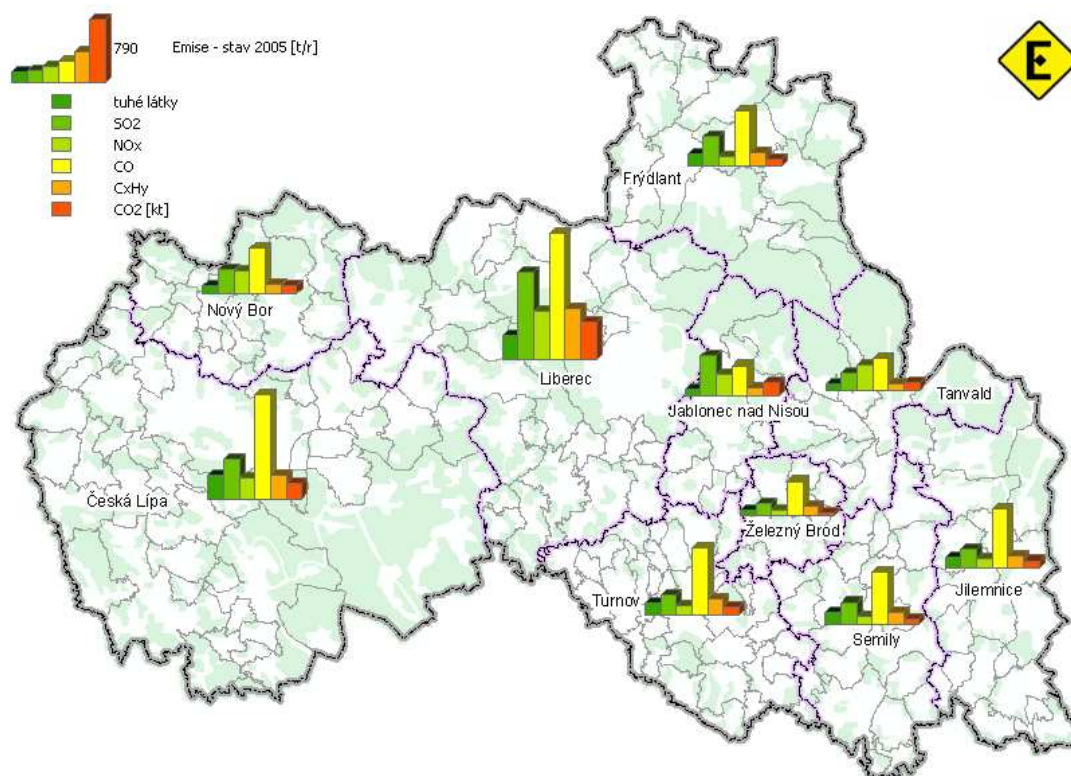 790 Emise - stav 2005 [t/r]
tuhé látky
SO2
NOx
CO
CxHy
CO2 [kt]
E
Frýdlant
Nový Bor
Liberec
Jablonec nad Nisou
Tanvald
Česká Lípa
Železný Brod
Turnov
Semily
Jilemnice